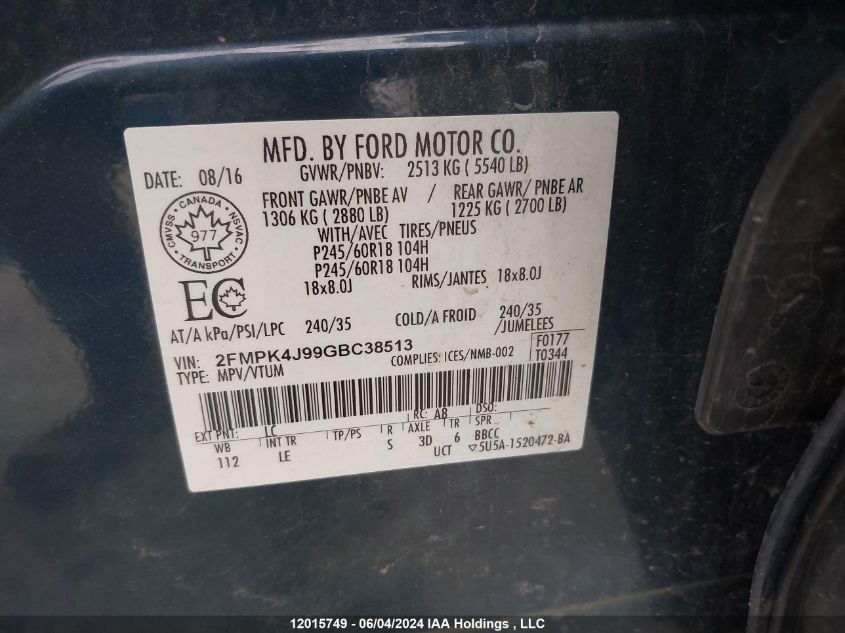 MFD. BY FORD MOTOR CO.
DATE: 08/16
GVWR/PNBV: 2513 KG ( 5540 LB)
FRONT GAWR/PNBE AV / REAR GAWR/ PNBE AR
1306 KG ( 2880 LB) 1225 KG ( 2700 LB)
WITH/AVEC TIRES/PNEUS
P245/60R18 104H
P245/60R18 104H
18x8.0J RIMS/JANTES 18x8.0J
CMVSS • CANADA • NSVAC
977
TRANSPORT
EC
AT/A kPa/PSI/LPC 240/35 COLD/A FROID 240/35
/JUMELEES
VIN: 2FMPK4J99GBC38513
COMPLIES: ICES/NMB-002
F0177
T0344
TYPE: MPV/VTUM
EXT PNT: LC RC: A8 DSO:
WB INT TR TP/PS R AXLE TR SPR
112 LE S 3D 6 BBCC
UCT ▽5U5A-1520472-BA
12015749 - 06/04/2024 IAA Holdings , LLC